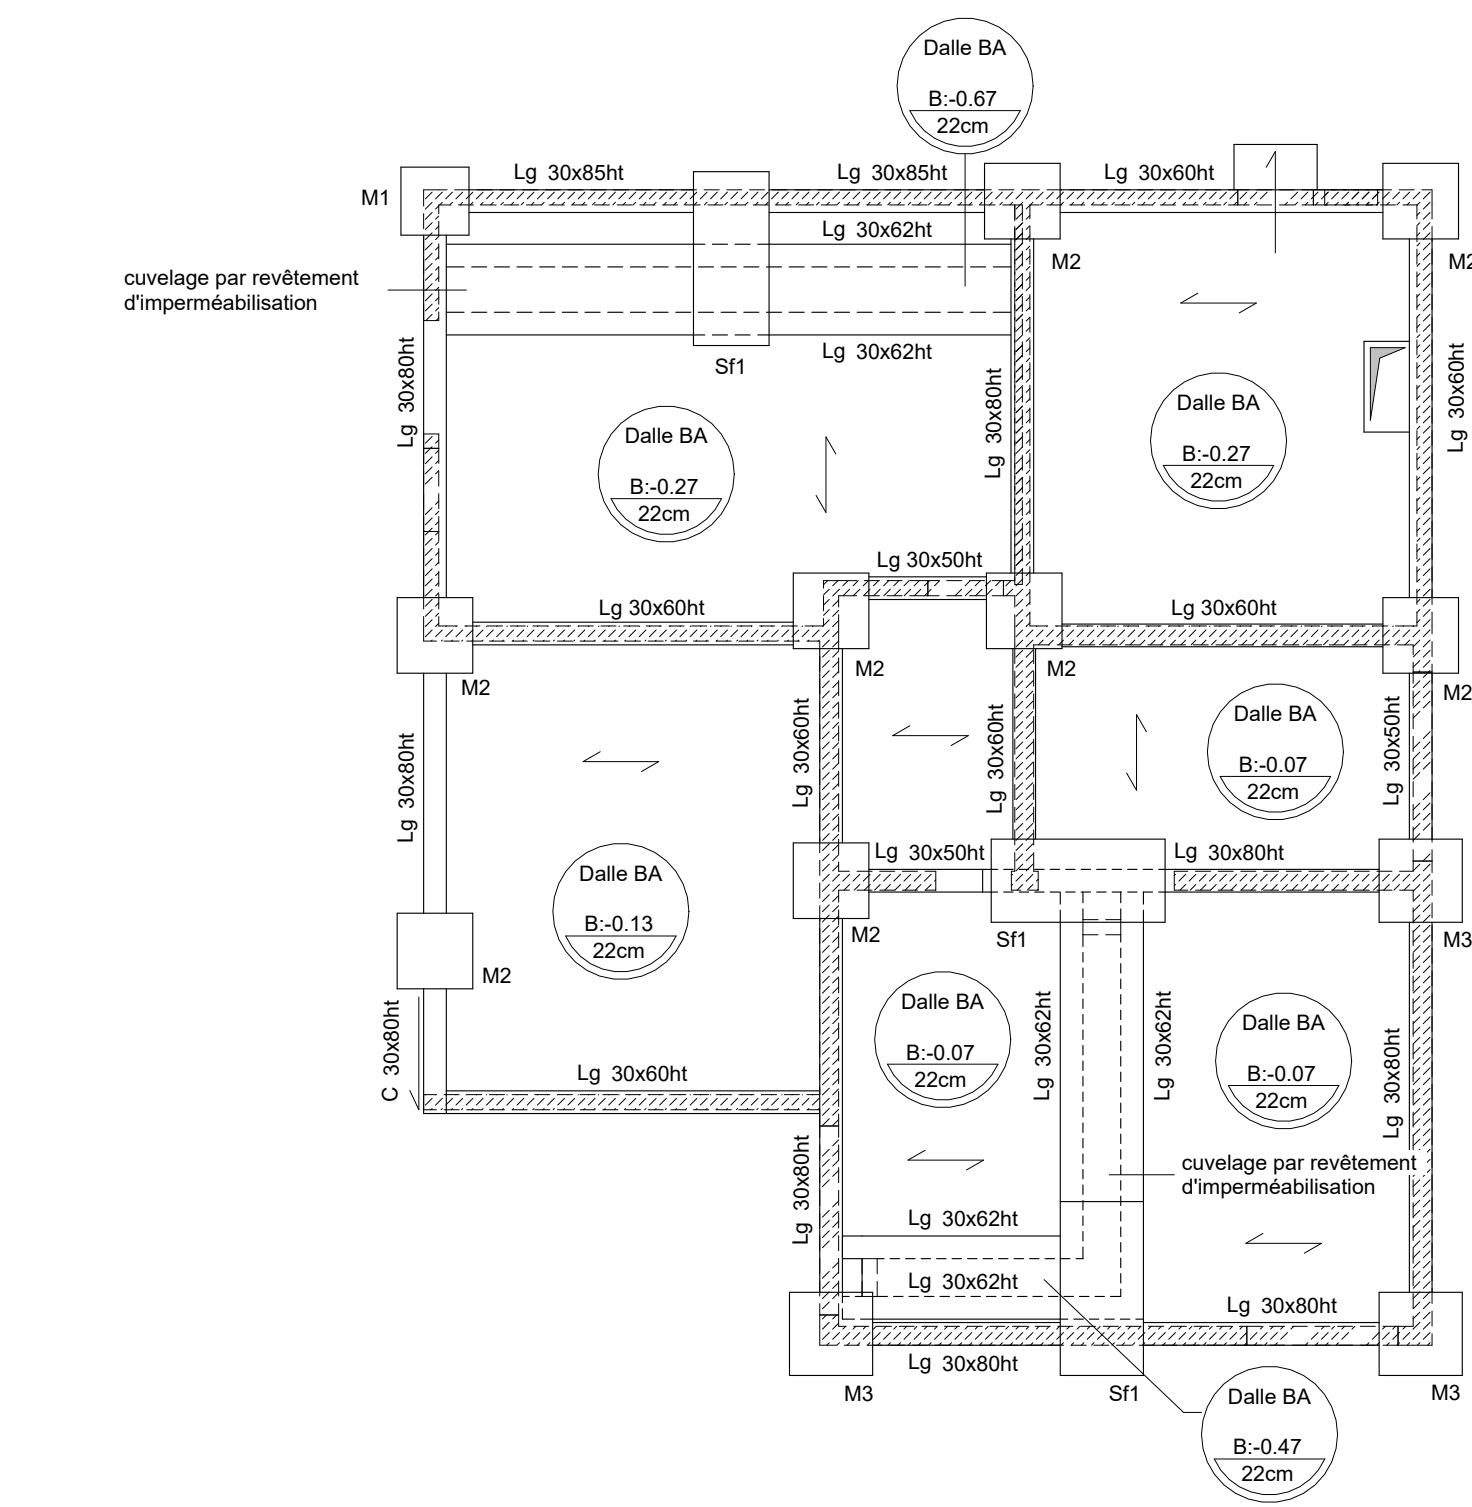 Dalle BA
B:-0.67
22cm
Lg 30x85ht
Lg 30x85ht
Lg 30x60ht
M1
Lg 30x62ht
M2
M2
cuvelage par revêtement
d'imperméabilisation
Lg 30x62ht
Sf1
Lg 30x80ht
Lg 30x80ht
Lg 30x60ht
Dalle BA
B:-0.27
22cm
Dalle BA
B:-0.27
22cm
Lg 30x50ht
Lg 30x60ht
Lg 30x60ht
M2
M2
M2
M2
Lg 30x80ht
Lg 30x60ht
Lg 30x60ht
Lg 30x50ht
Dalle BA
B:-0.07
22cm
Lg 30x50ht
Lg 30x80ht
Dalle BA
B:-0.13
22cm
M2
Sf1
M3
M2
C 30x80ht
Dalle BA
B:-0.07
22cm
Lg 30x62ht
Lg 30x62ht
Dalle BA
B:-0.07
22cm
Lg 30x80ht
Lg 30x60ht
Lg 30x80ht
cuvelage par revêtement
d'imperméabilisation
Lg 30x62ht
Lg 30x62ht
Lg 30x80ht
Lg 30x80ht
M3
Sf1
M3
Dalle BA
B:-0.47
22cm